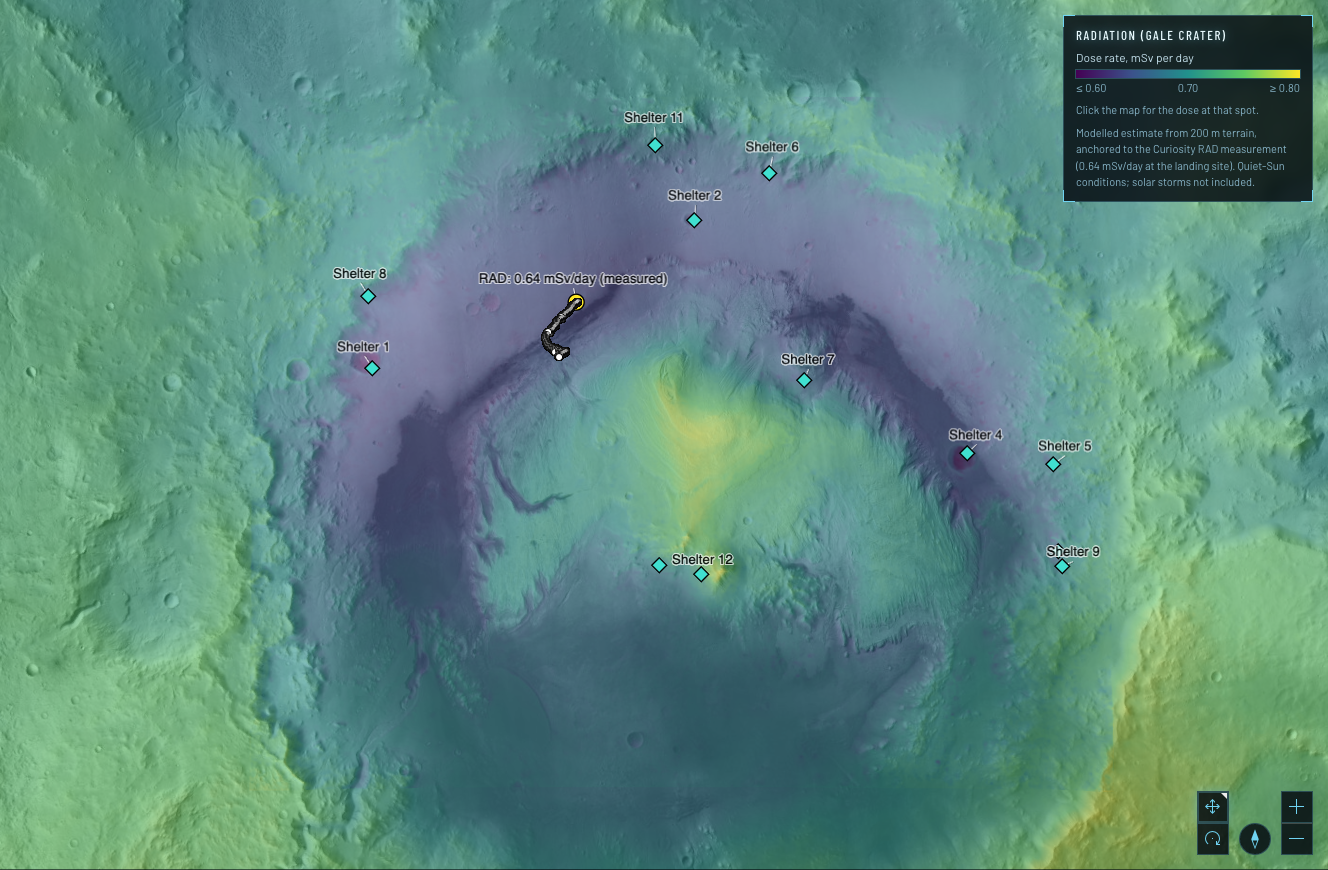 RADIATION (GALE CRATER)
Dose rate, mSv per day
≤ 0.60 0.70 ≥ 0.80
Click the map for the dose at that spot.
Modelled estimate from 200 m terrain,
anchored to the Curiosity RAD measurement
(0.64 mSv/day at the landing site). Quiet-Sun
conditions; solar storms not included.
Shelter 11
Shelter 6
Shelter 2
Shelter 8
RAD: 0.64 mSv/day (measured)
Shelter 1
Shelter 7
Shelter 4
Shelter 5
Shelter 9
Shelter 12